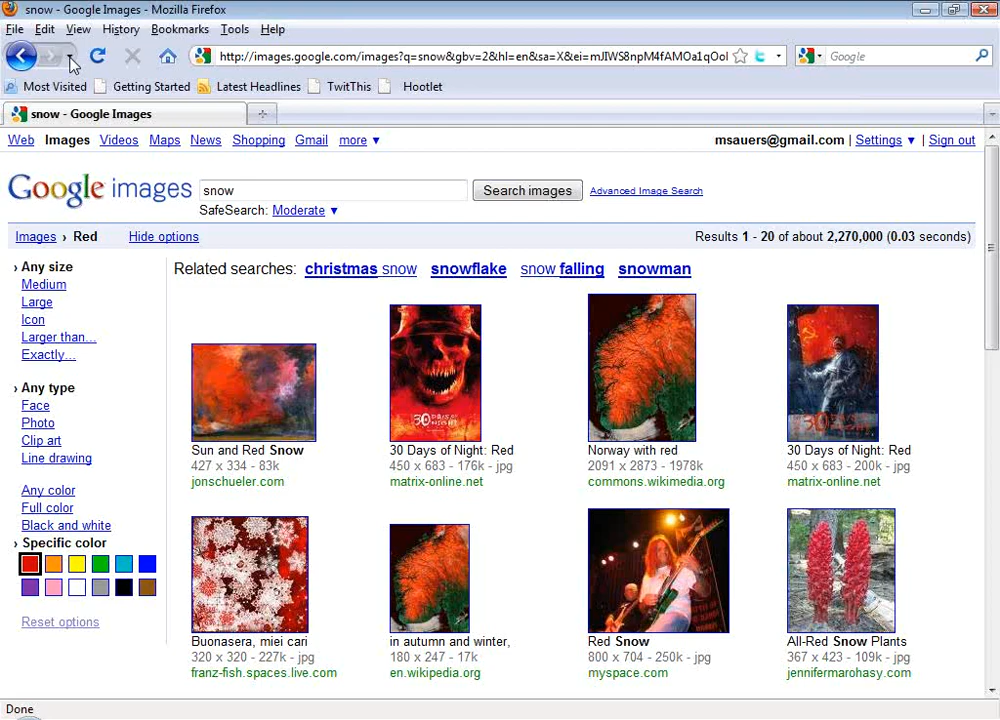 snow - Google Images - Mozilla Firefox
File Edit View History Bookmarks Tools Help
http://images.google.com/images?q=snow&gbv=2&hl=en&sa=X&ei=mJIWS8npM4fAMOa1qOol
Google
Most Visited Getting Started Latest Headlines TwitThis Hootlet
snow - Google Images
Web Images Videos Maps News Shopping Gmail more ▼
msauers@gmail.com | Settings ▼ | Sign out
Google images
snow
Search images
Advanced Image Search
SafeSearch: Moderate ▼
Images › Red Hide options
Results 1 - 20 of about 2,270,000 (0.03 seconds)
› Any size
Medium
Large
Icon
Larger than...
Exactly...
› Any type
Face
Photo
Clip art
Line drawing
Any color
Full color
Black and white
› Specific color
Reset options
Related searches: christmas snow snowflake snow falling snowman
30 DAYS OF NIGHT
30
Sun and Red Snow
427 x 334 - 83k
jonschueler.com
30 Days of Night: Red
450 x 683 - 176k - jpg
matrix-online.net
Norway with red
2091 x 2873 - 1978k
commons.wikimedia.org
30 Days of Night: Red
450 x 683 - 200k - jpg
matrix-online.net
Buonasera, miei cari
320 x 320 - 227k - jpg
franz-fish.spaces.live.com
in autumn and winter,
180 x 247 - 17k
en.wikipedia.org
Red Snow
800 x 704 - 250k - jpg
myspace.com
All-Red Snow Plants
367 x 423 - 109k - jpg
jennifermarohasy.com
Done